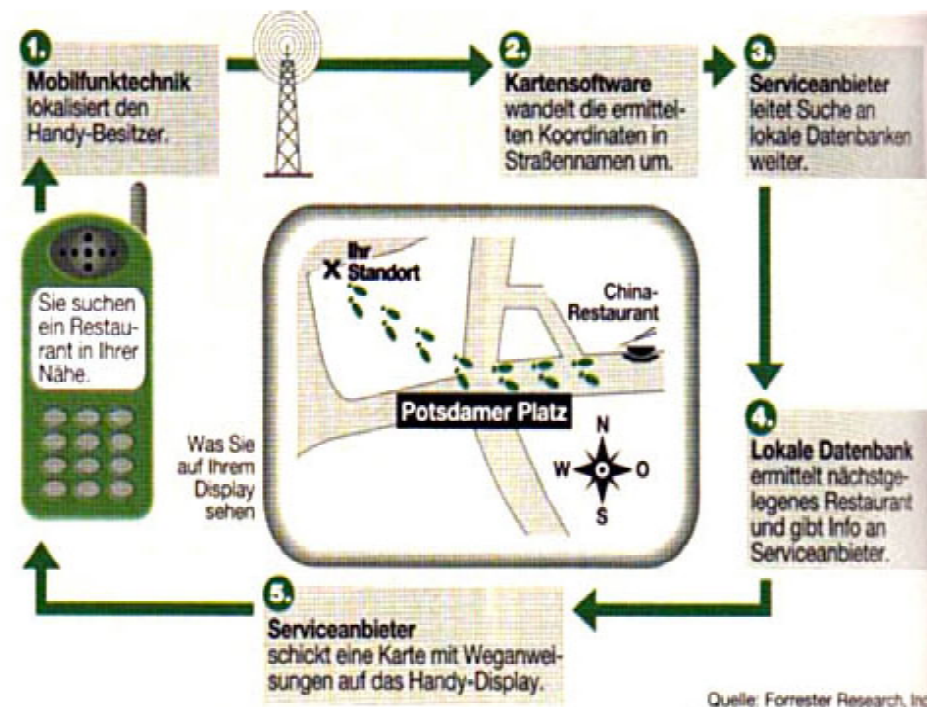 1.
Mobilfunktechnik
lokalisiert den
Handy-Besitzer.
2.
Kartensoftware
wandelt die ermittel-
ten Koordinaten in
Straßennamen um.
3.
Serviceanbieter
leitet Suche an
lokale Datenbanken
weiter.
Sie suchen
ein Restau-
rant in Ihrer
Nähe.
Ihr
X Standort
China-
Restaurant
Potsdamer Platz
N
W O
S
Was Sie
auf Ihrem
Display
sehen
4.
Lokale Datenbank
ermittelt nächstge-
legenes Restaurant
und gibt Info an
Serviceanbieter.
5.
Serviceanbieter
schickt eine Karte mit Weganwei-
sungen auf das Handy-Display.
Quelle: Forrester Research, Inc